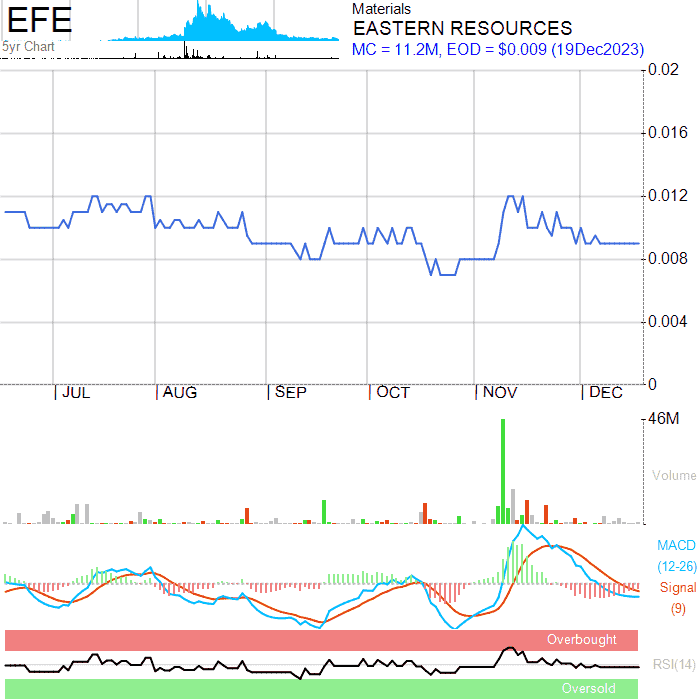 EFE
5yr Chart
Materials
EASTERN RESOURCES
MC = 11.2M, EOD = $0.009 (19Dec2023)
0.02
0.016
0.012
0.008
0.004
0
JUL AUG SEP OCT NOV DEC
46M
Volume
MACD
(12-26)
Signal
(9)
Overbought
RSI(14)
Oversold